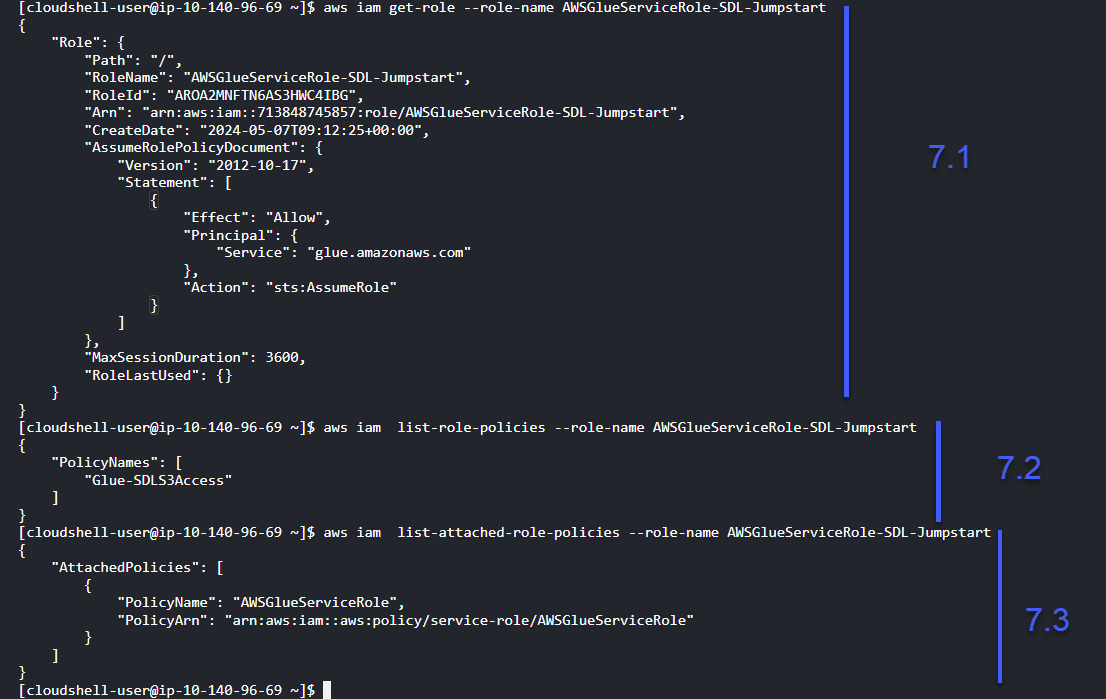 [cloudshell-user@ip-10-140-96-69 ~]$ aws iam get-role --role-name AWSGlueServiceRole-SDL-Jumpstart
{
    "Role": {
        "Path": "/",
        "RoleName": "AWSGlueServiceRole-SDL-Jumpstart",
        "RoleId": "AROA2MNFTN6AS3HWC4IBG",
        "Arn": "arn:aws:iam::713848745857:role/AWSGlueServiceRole-SDL-Jumpstart",
        "CreateDate": "2024-05-07T09:12:25+00:00",
        "AssumeRolePolicyDocument": {
            "Version": "2012-10-17",
            "Statement": [
                {
                    "Effect": "Allow",
                    "Principal": {
                        "Service": "glue.amazonaws.com"
                    },
                    "Action": "sts:AssumeRole"
                }
            ]
        },
        "MaxSessionDuration": 3600,
        "RoleLastUsed": {}
    }
}
7.1
[cloudshell-user@ip-10-140-96-69 ~]$ aws iam  list-role-policies --role-name AWSGlueServiceRole-SDL-Jumpstart
{
    "PolicyNames": [
        "Glue-SDLS3Access"
    ]
}
7.2
[cloudshell-user@ip-10-140-96-69 ~]$ aws iam  list-attached-role-policies --role-name AWSGlueServiceRole-SDL-Jumpstart
{
    "AttachedPolicies": [
        {
            "PolicyName": "AWSGlueServiceRole",
            "PolicyArn": "arn:aws:iam::aws:policy/service-role/AWSGlueServiceRole"
        }
    ]
}
7.3
[cloudshell-user@ip-10-140-96-69 ~]$